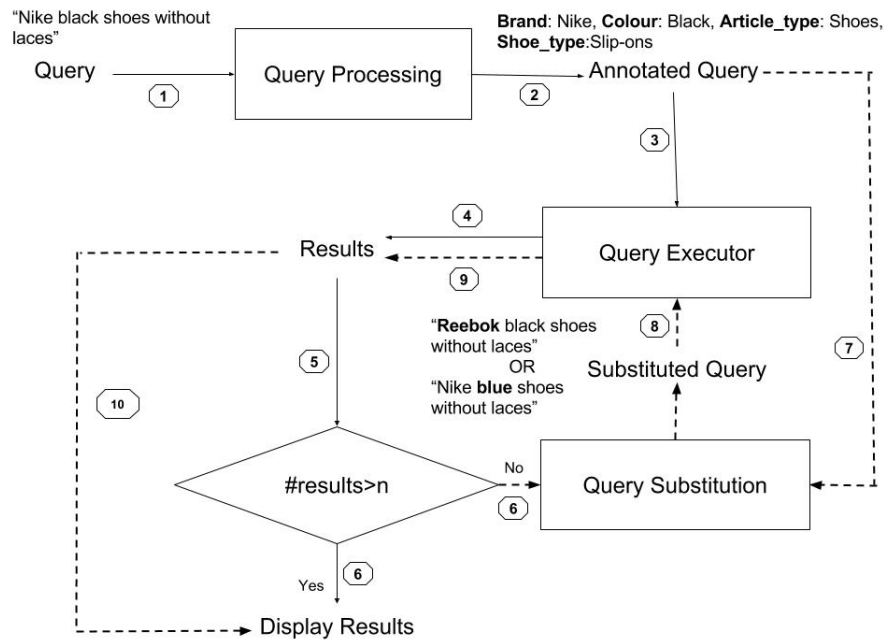 “Nike black shoes without
laces”
Brand: Nike, Colour: Black, Article_type: Shoes,
Shoe_type:Slip-ons
Query
1
Query Processing
2
Annotated Query
3
4
Results
9
Query Executor
“Reebok black shoes
without laces”
OR
“Nike blue shoes
without laces”
8
Substituted Query
7
5
10
#results>n
No
6
Query Substitution
Yes
6
Display Results